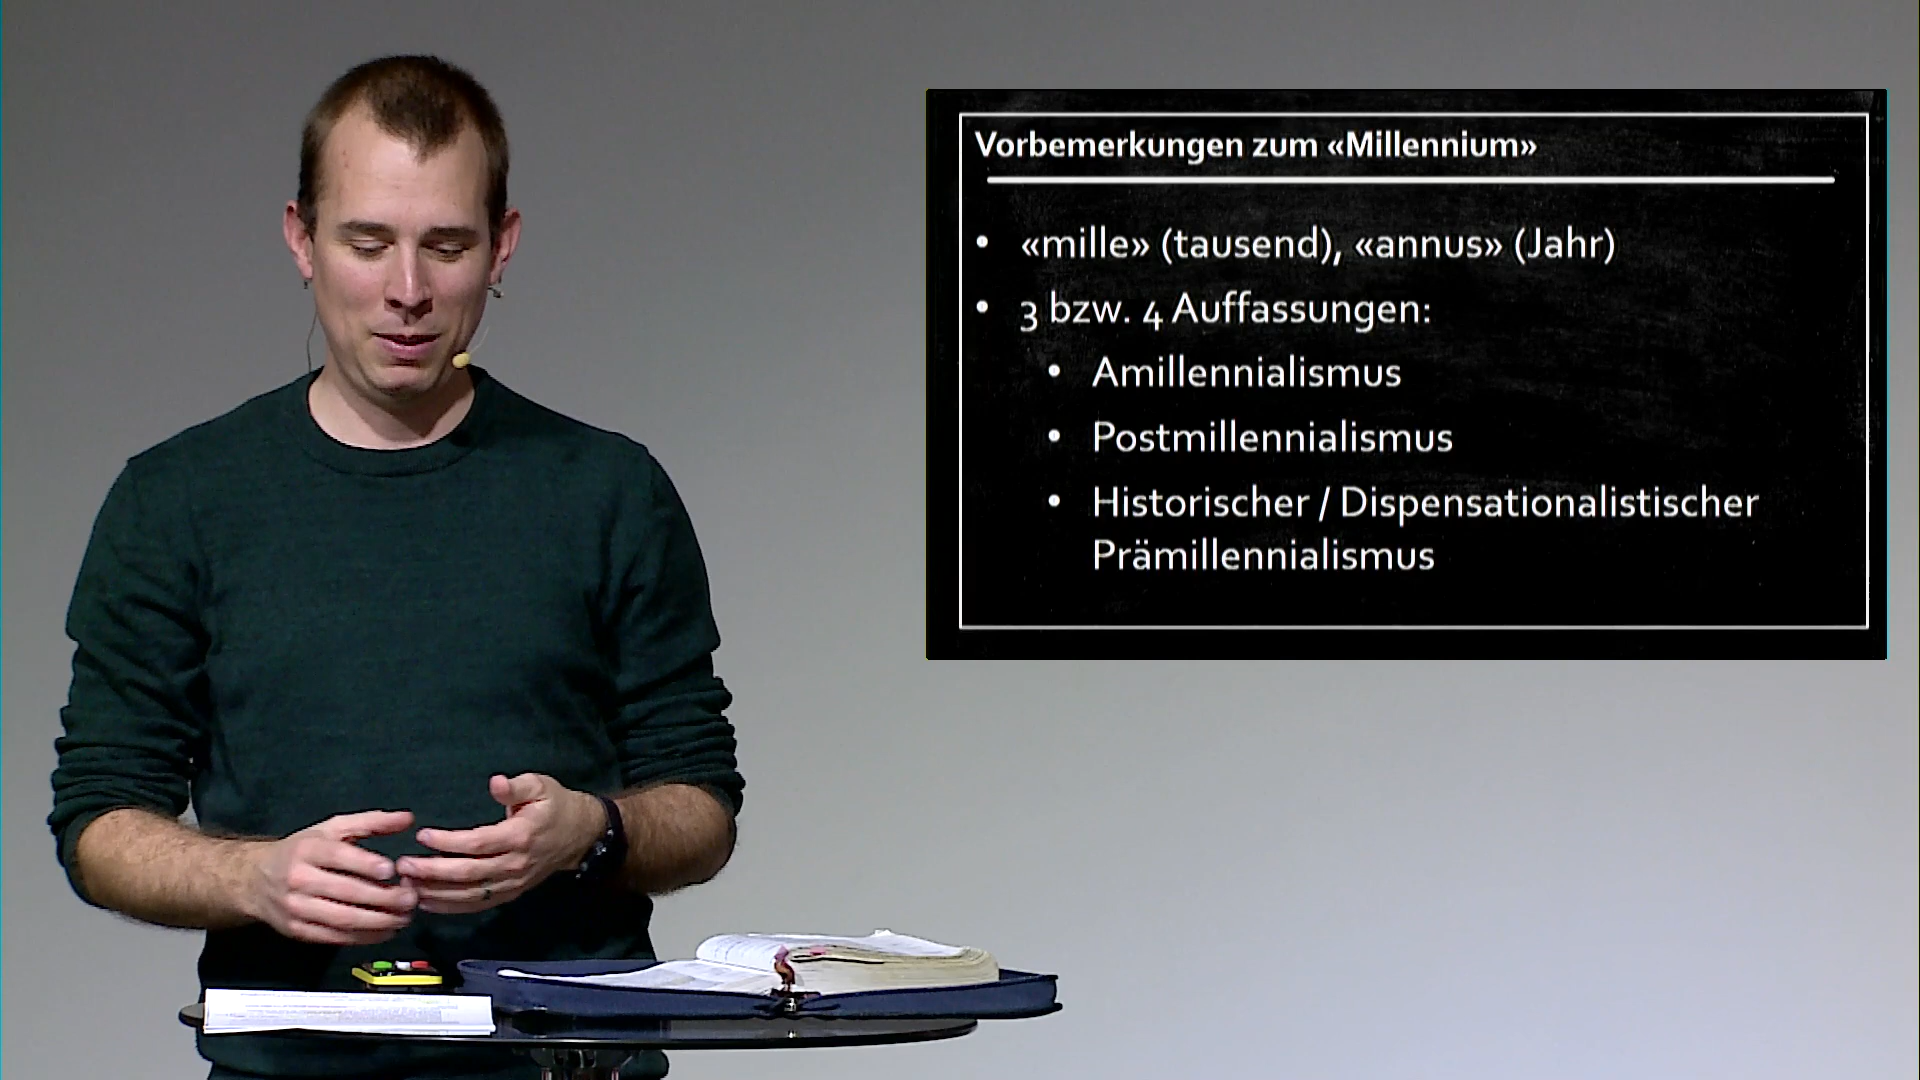 Vorbemerkungen zum «Millennium»
• «mille» (tausend), «annus» (Jahr)
• 3 bzw. 4 Auffassungen:
• Amillennialismus
• Postmillennialismus
• Historischer / Dispensationalistischer
Prämillennialismus